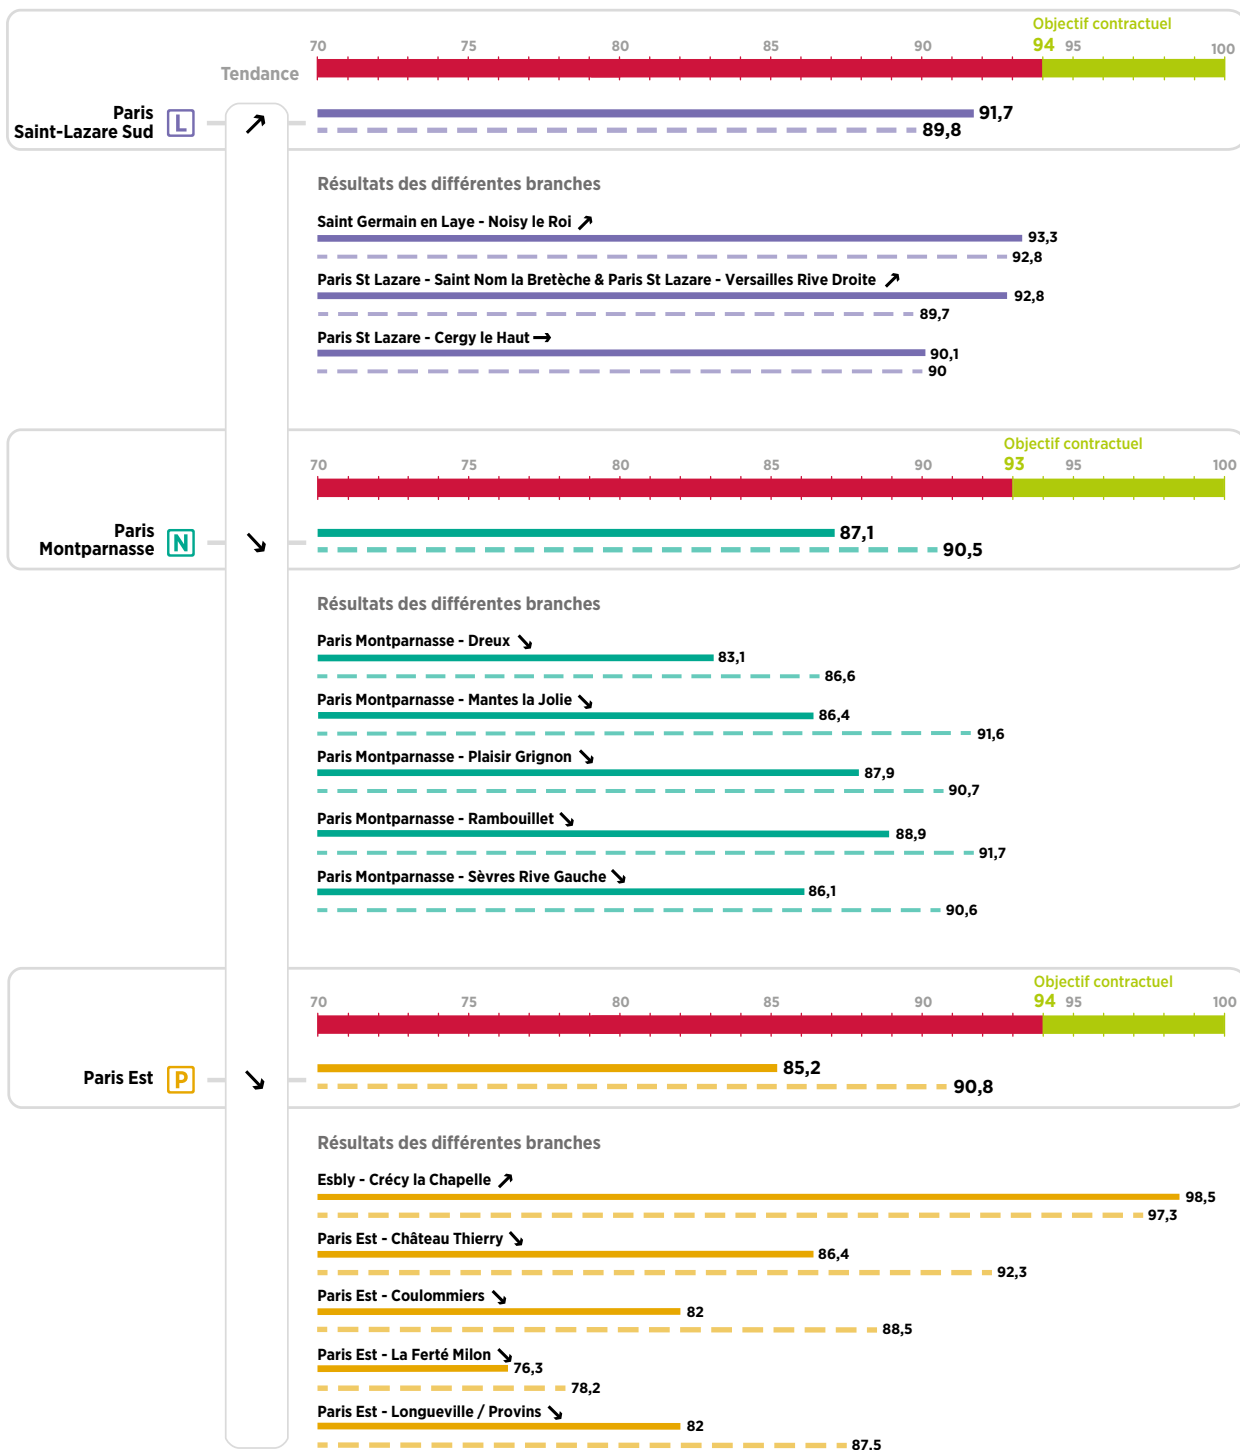 Objectif contractuel
70 75 80 85 90 94 95 100
Tendance
Paris
Saint-Lazare Sud L
91,7
89,8
Résultats des différentes branches
Saint Germain en Laye - Noisy le Roi ↗
93,3
92,8
Paris St Lazare - Saint Nom la Bretèche & Paris St Lazare - Versailles Rive Droite ↗
92,8
89,7
Paris St Lazare - Cergy le Haut →
90,1
90
Objectif contractuel
70 75 80 85 90 93 95 100
Paris
Montparnasse N
87,1
90,5
Résultats des différentes branches
Paris Montparnasse - Dreux ↘
83,1
86,6
Paris Montparnasse - Mantes la Jolie ↘
86,4
91,6
Paris Montparnasse - Plaisir Grignon ↘
87,9
90,7
Paris Montparnasse - Rambouillet ↘
88,9
91,7
Paris Montparnasse - Sèvres Rive Gauche ↘
86,1
90,6
Objectif contractuel
70 75 80 85 90 94 95 100
Paris Est P
85,2
90,8
Résultats des différentes branches
Esbly - Crécy la Chapelle ↗
98,5
97,3
Paris Est - Château Thierry ↘
86,4
92,3
Paris Est - Coulommiers ↘
82
88,5
Paris Est - La Ferté Milon ↘
76,3
78,2
Paris Est - Longueville / Provins ↘
82
87,5